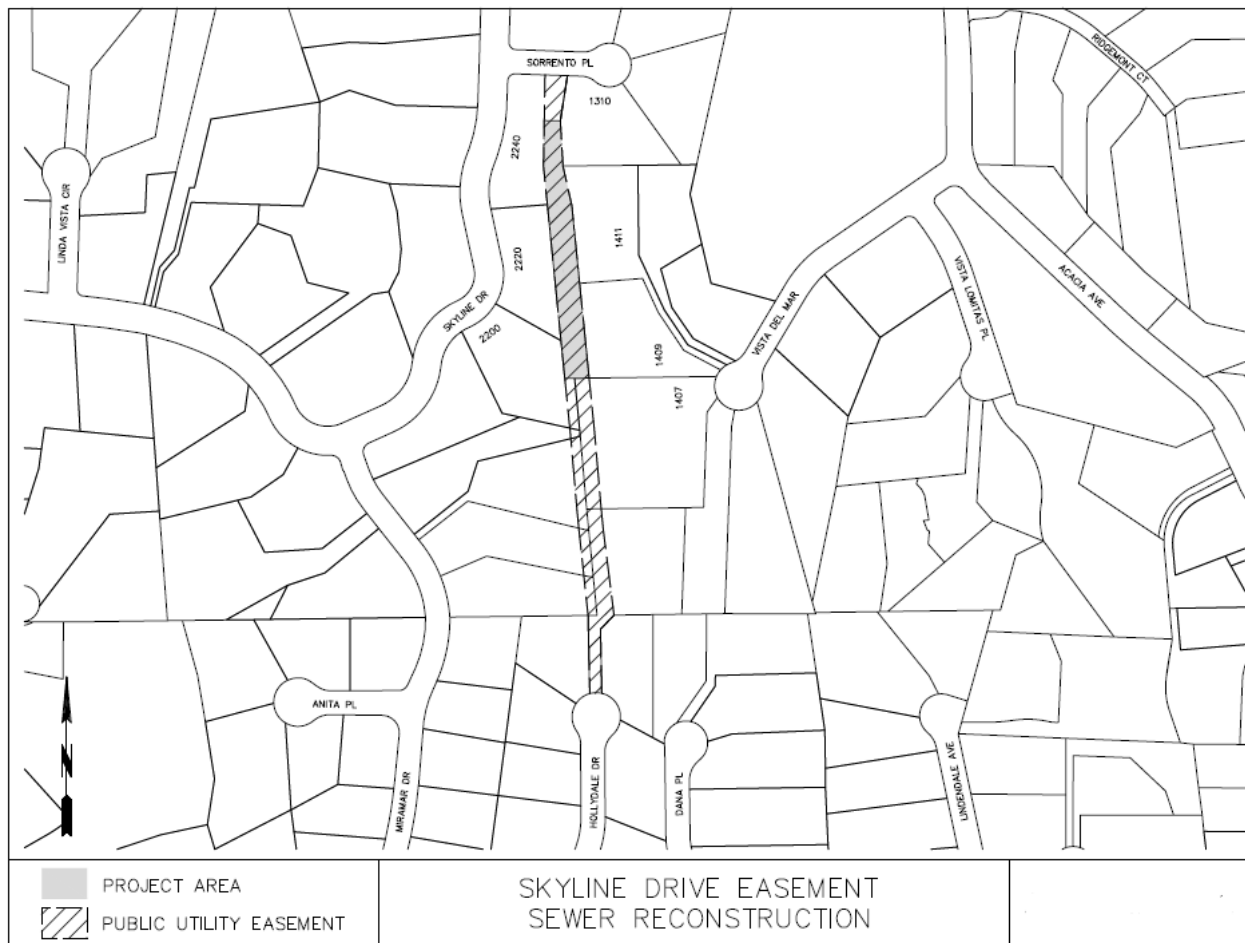 SORRENTO PL
RIDGEMONT CT
1310
2240
LINDA VISTA CIR
1411
2220
VISTA LOMITAS PL
ACACIA AVE
SKYLINE DR
VISTA DEL MAR
2200
1409
1407
ANITA PL
MIRAMAR DR
HOLLYDALE DR
DANA PL
LINDENDALE AVE
N
PROJECT AREA
PUBLIC UTILITY EASEMENT
SKYLINE DRIVE EASEMENT
SEWER RECONSTRUCTION